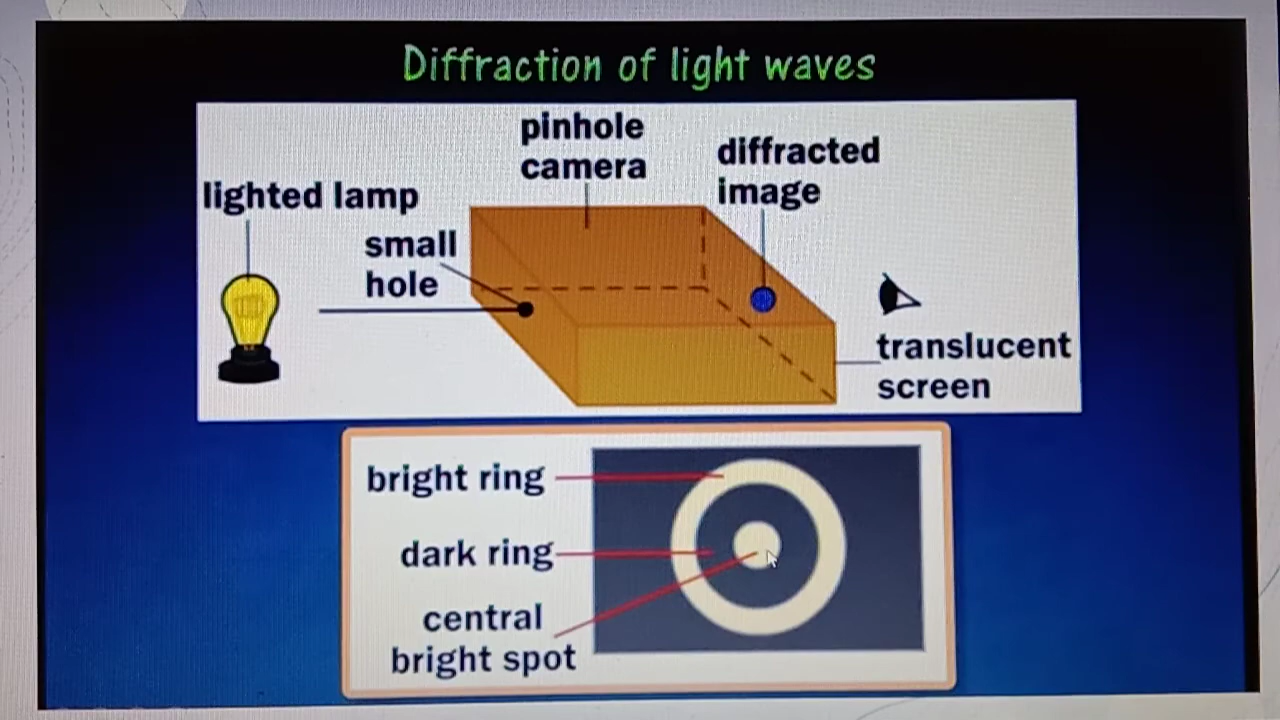 Diffraction of light waves
pinhole
camera
diffracted
image
lighted lamp
small
hole
translucent
screen
bright ring
dark ring
central
bright spot